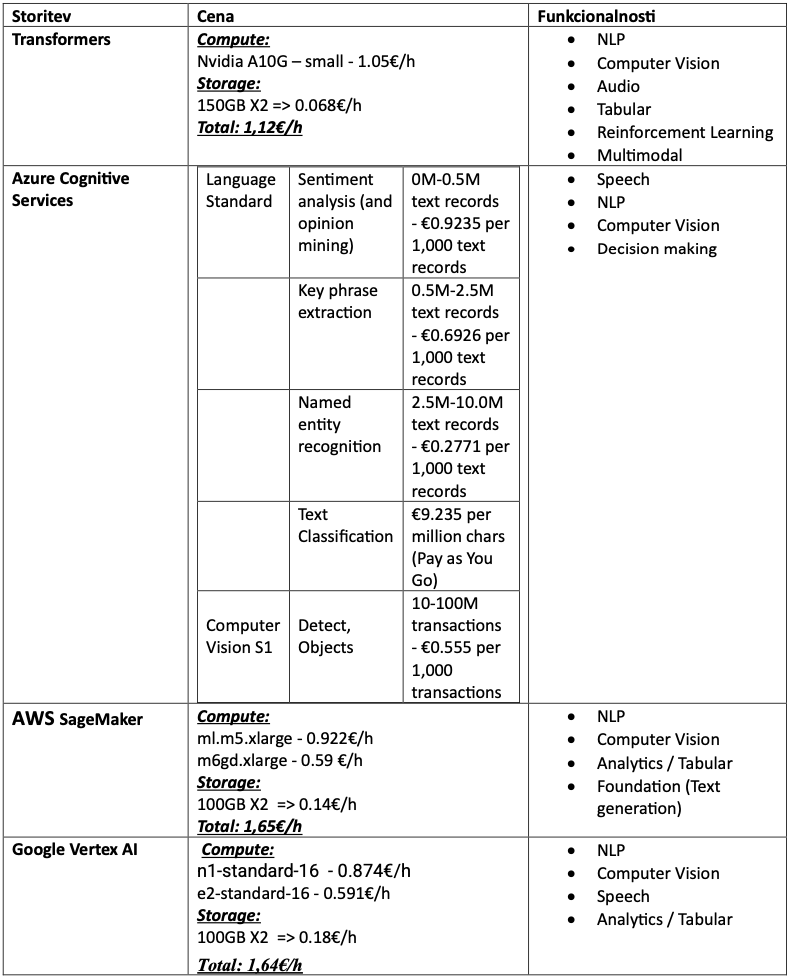 Storitev Cena Funkcionalnosti
Transformers
Compute:
Nvidia A10G – small - 1.05€/h
Storage:
150GB X2 => 0.068€/h
Total: 1,12€/h
• NLP
• Computer Vision
• Audio
• Tabular
• Reinforcement Learning
• Multimodal
Azure Cognitive
Services
Language
Standard
Sentiment
analysis (and
opinion
mining)
0M-0.5M
text records
- €0.9235 per
1,000 text
records
Key phrase
extraction
0.5M-2.5M
text records
- €0.6926 per
1,000 text
records
Named
entity
recognition
2.5M-10.0M
text records
- €0.2771 per
1,000 text
records
Text
Classification
€9.235 per
million chars
(Pay as You
Go)
Computer
Vision S1
Detect,
Objects
10-100M
transactions
- €0.555 per
1,000
transactions
• Speech
• NLP
• Computer Vision
• Decision making
AWS SageMaker
Compute:
ml.m5.xlarge - 0.922€/h
m6gd.xlarge - 0.59 €/h
Storage:
100GB X2 => 0.14€/h
Total: 1,65€/h
• NLP
• Computer Vision
• Analytics / Tabular
• Foundation (Text
generation)
Google Vertex AI
Compute:
n1-standard-16 - 0.874€/h
e2-standard-16 - 0.591€/h
Storage:
100GB X2 => 0.18€/h
Total: 1,64€/h
• NLP
• Computer Vision
• Speech
• Analytics / Tabular